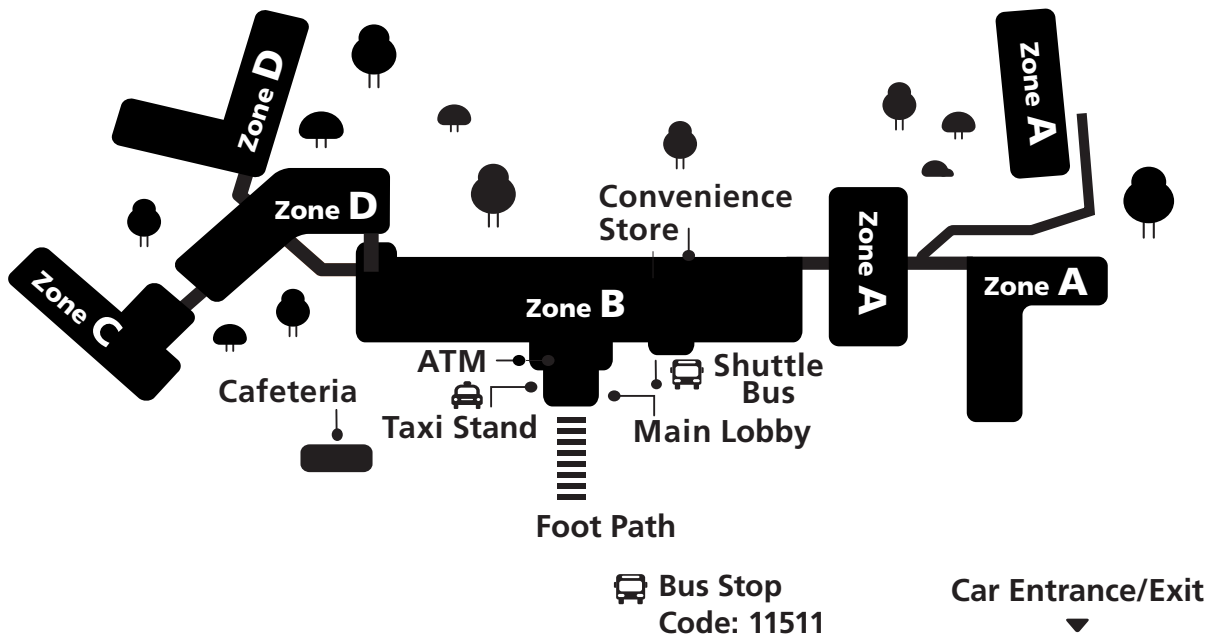 Zone D
Zone A
Convenience
Store
Zone D
Zone A
Zone A
Zone C
Zone B
ATM
Shuttle
Bus
Cafeteria
Taxi Stand
Main Lobby
Foot Path
Bus Stop
Code: 11511
Car Entrance/Exit